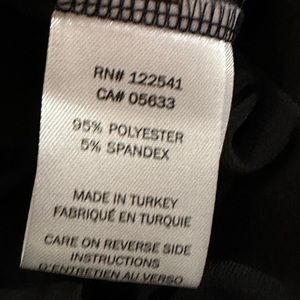 RN# 122541
CA# 05633
95% POLYESTER
5% SPANDEX
MADE IN TURKEY
FABRIQUÉ EN TURQUIE
CARE ON REVERSE SIDE
INSTRUCTIONS
D'ENTRETIEN AU VERSO